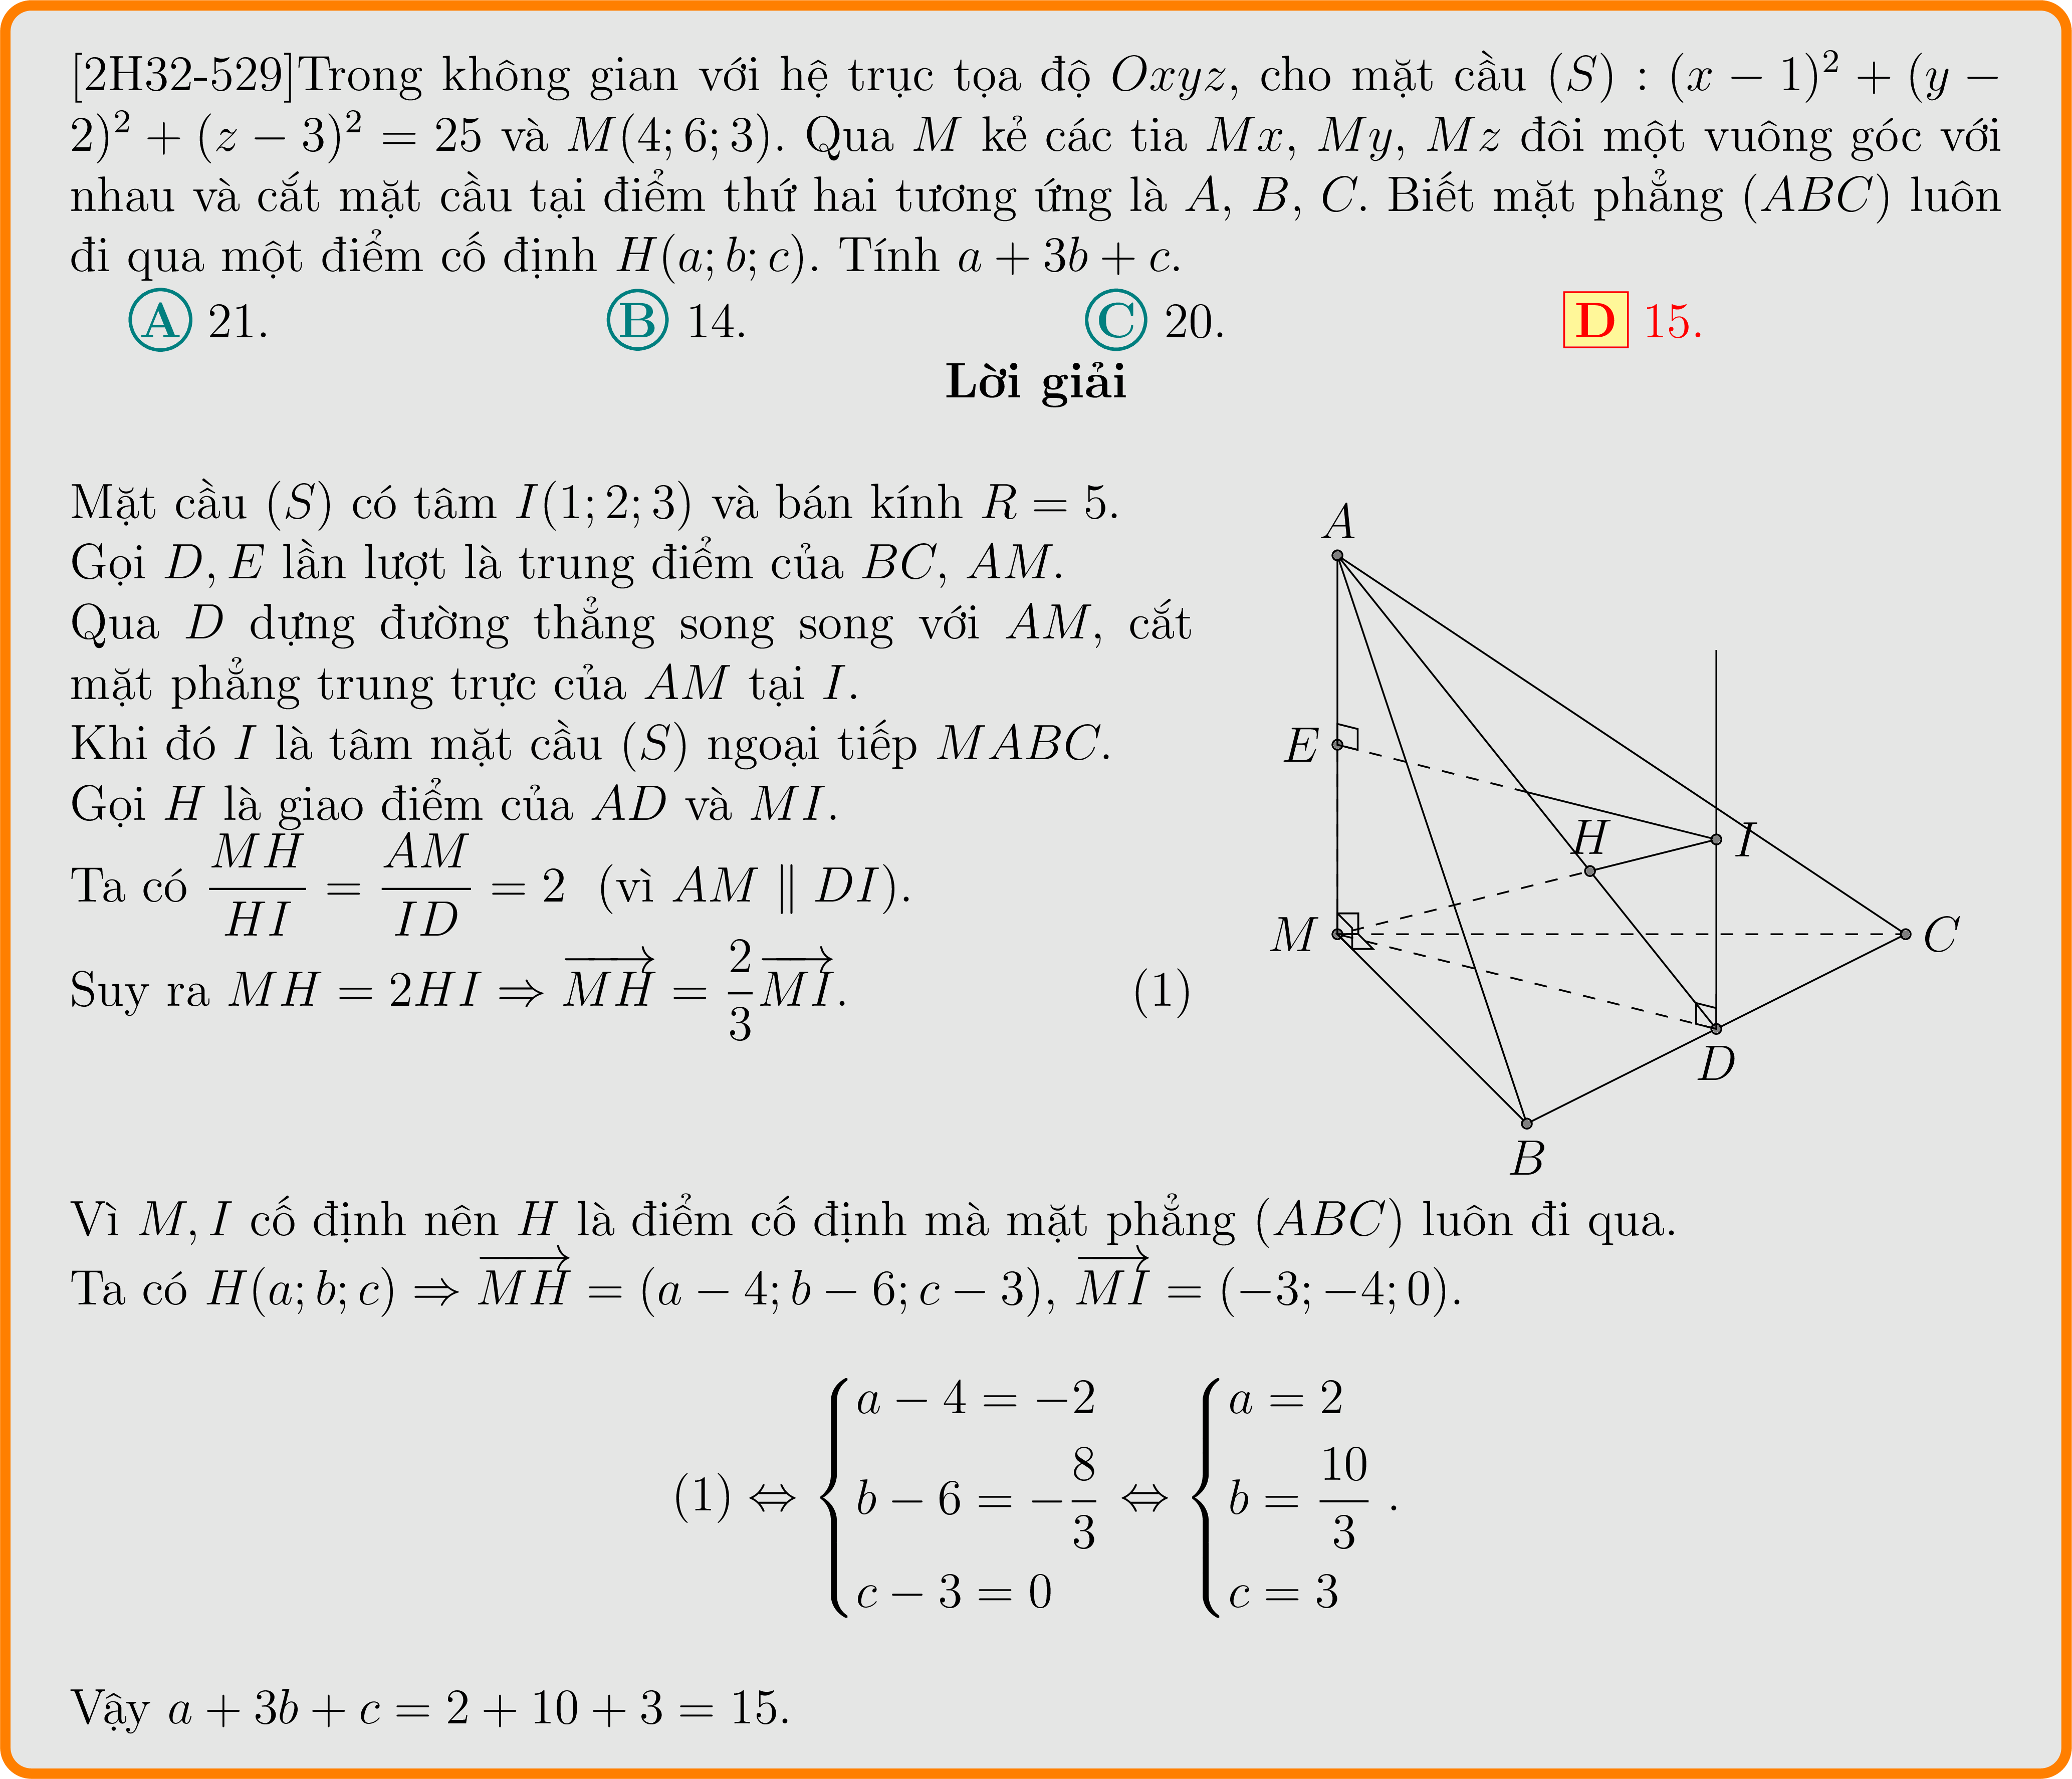 [2H32-529]Trong không gian với hệ trục tọa độ Oxyz, cho mặt cầu (S) : (x − 1)² + (y −
2)² + (z − 3)² = 25 và M(4; 6; 3). Qua M kẻ các tia Mx, My, Mz đôi một vuông góc với
nhau và cắt mặt cầu tại điểm thứ hai tương ứng là A, B, C. Biết mặt phẳng (ABC) luôn
đi qua một điểm cố định H(a; b; c). Tính a + 3b + c.
A 21. B 14. C 20. D 15.
Lời giải
Mặt cầu (S) có tâm I(1; 2; 3) và bán kính R = 5.
Gọi D, E lần lượt là trung điểm của BC, AM.
Qua D dựng đường thẳng song song với AM, cắt
mặt phẳng trung trực của AM tại I.
Khi đó I là tâm mặt cầu (S) ngoại tiếp MABC.
Gọi H là giao điểm của AD và MI.
Ta có \frac{MH}{HI} = \frac{AM}{ID} = 2 (vì AM ∥ DI).
Suy ra MH = 2HI ⇒ \overrightarrow{MH} = \frac{2}{3}\overrightarrow{MI}. (1)
A
E
H
I
M
C
D
B
Vì M, I cố định nên H là điểm cố định mà mặt phẳng (ABC) luôn đi qua.
Ta có H(a; b; c) ⇒ \overrightarrow{MH} = (a − 4; b − 6; c − 3), \overrightarrow{MI} = (−3; −4; 0).
(1) ⇔ \begin{cases} a − 4 = −2 \\ b − 6 = −\frac{8}{3} \\ c − 3 = 0 \end{cases} ⇔ \begin{cases} a = 2 \\ b = \frac{10}{3} \\ c = 3 \end{cases}.
Vậy a + 3b + c = 2 + 10 + 3 = 15.